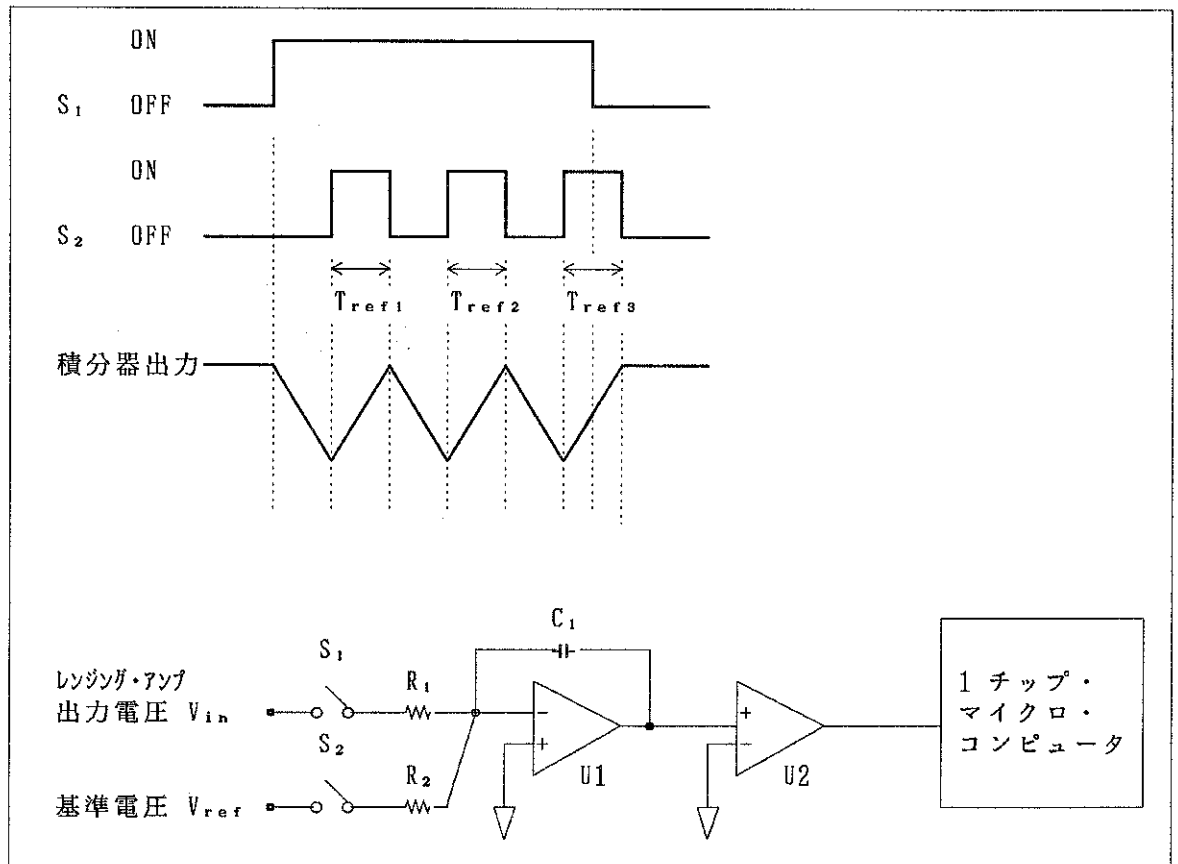 ON
S₁ OFF
ON
S₂ OFF
Tref1 Tref2 Tref3
積分器出力
C₁
S₁
レンジング・アンプ
R₁
出力電圧 Vin
S₂
R₂
基準電圧 Vref
U1
U2
1 チップ・
マイクロ・
コンピュータ